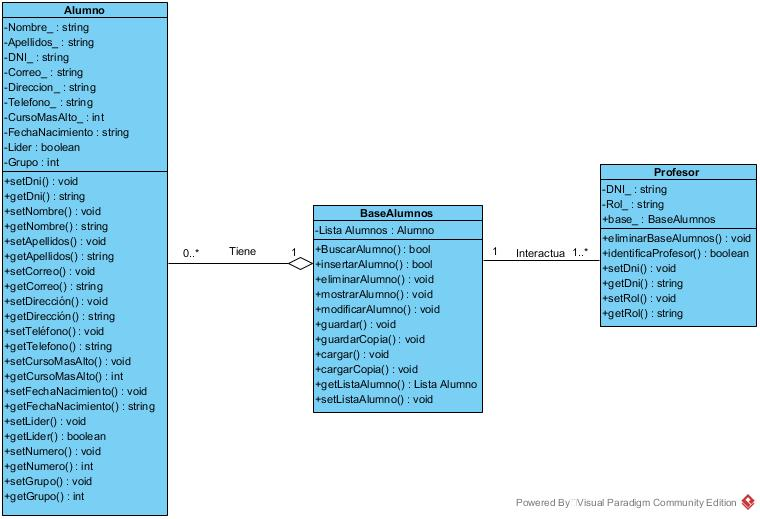 Alumno
-Nombre_ : string
-Apellidos_ : string
-DNI_ : string
-Correo_ : string
-Direccion_ : string
-Telefono_ : string
-CursoMasAlto_ : int
-FechaNacimiento : string
-Lider : boolean
-Grupo : int
+setDni() : void
+getDni() : string
+setNombre() : void
+getNombre() : string
+setApellidos() : void
+getApellidos() : string
+setCorreo() : void
+getCorreo() : string
+setDirección() : void
+getDirección() : string
+setTeléfono() : void
+getTelefono() : string
+setCursoMasAlto() : void
+getCursoMasAlto() : int
+setFechaNacimiento() : void
+getFechaNacimiento() : string
+setLider() : void
+getLider() : boolean
+setNumero() : void
+getNumero() : int
+setGrupo() : void
+getGrupo() : int
0..*
Tiene
1
BaseAlumnos
-Lista Alumnos : Alumno
+BuscarAlumno() : bool
+insertarAlumno() : bool
+eliminarAlumno() : void
+mostrarAlumno() : void
+modificarAlumno() : void
+guardar() : void
+guardarCopia() : void
+cargar() : void
+cargarCopia() : void
+getListaAlumno() : Lista Alumno
+setListaAlumno() : void
1
Interactua
1..*
Profesor
-DNI_ : string
-Rol_ : string
+base_ : BaseAlumnos
+eliminarBaseAlumnos() : void
+identificaProfesor() : boolean
+setDni() : void
+getDni() : string
+setRol() : void
+getRol() : string
Powered By Visual Paradigm Community Edition